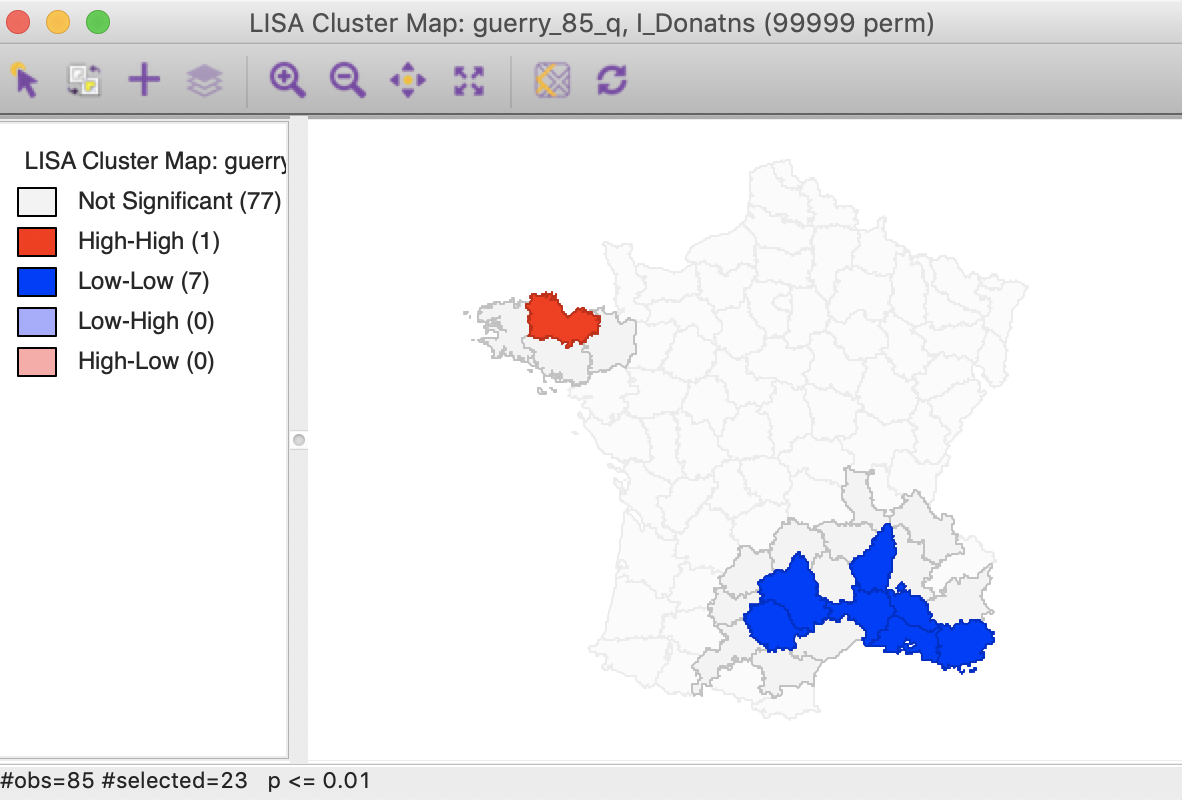 LISA Cluster Map: guerry_85_q, I_Donatns (99999 perm)
LISA Cluster Map: guerry
Not Significant (77)
High-High (1)
Low-Low (7)
Low-High (0)
High-Low (0)
#obs=85 #selected=23 p <= 0.01